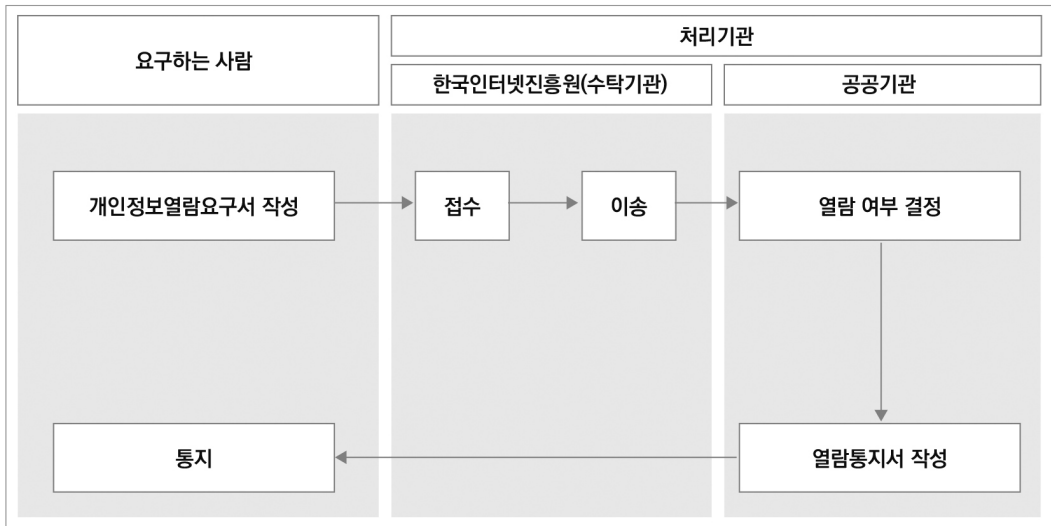 요구하는 사람
처리기관
한국인터넷진흥원(수탁기관)
공공기관
개인정보열람요구서 작성
접수
이송
열람 여부 결정
통지
열람통지서 작성